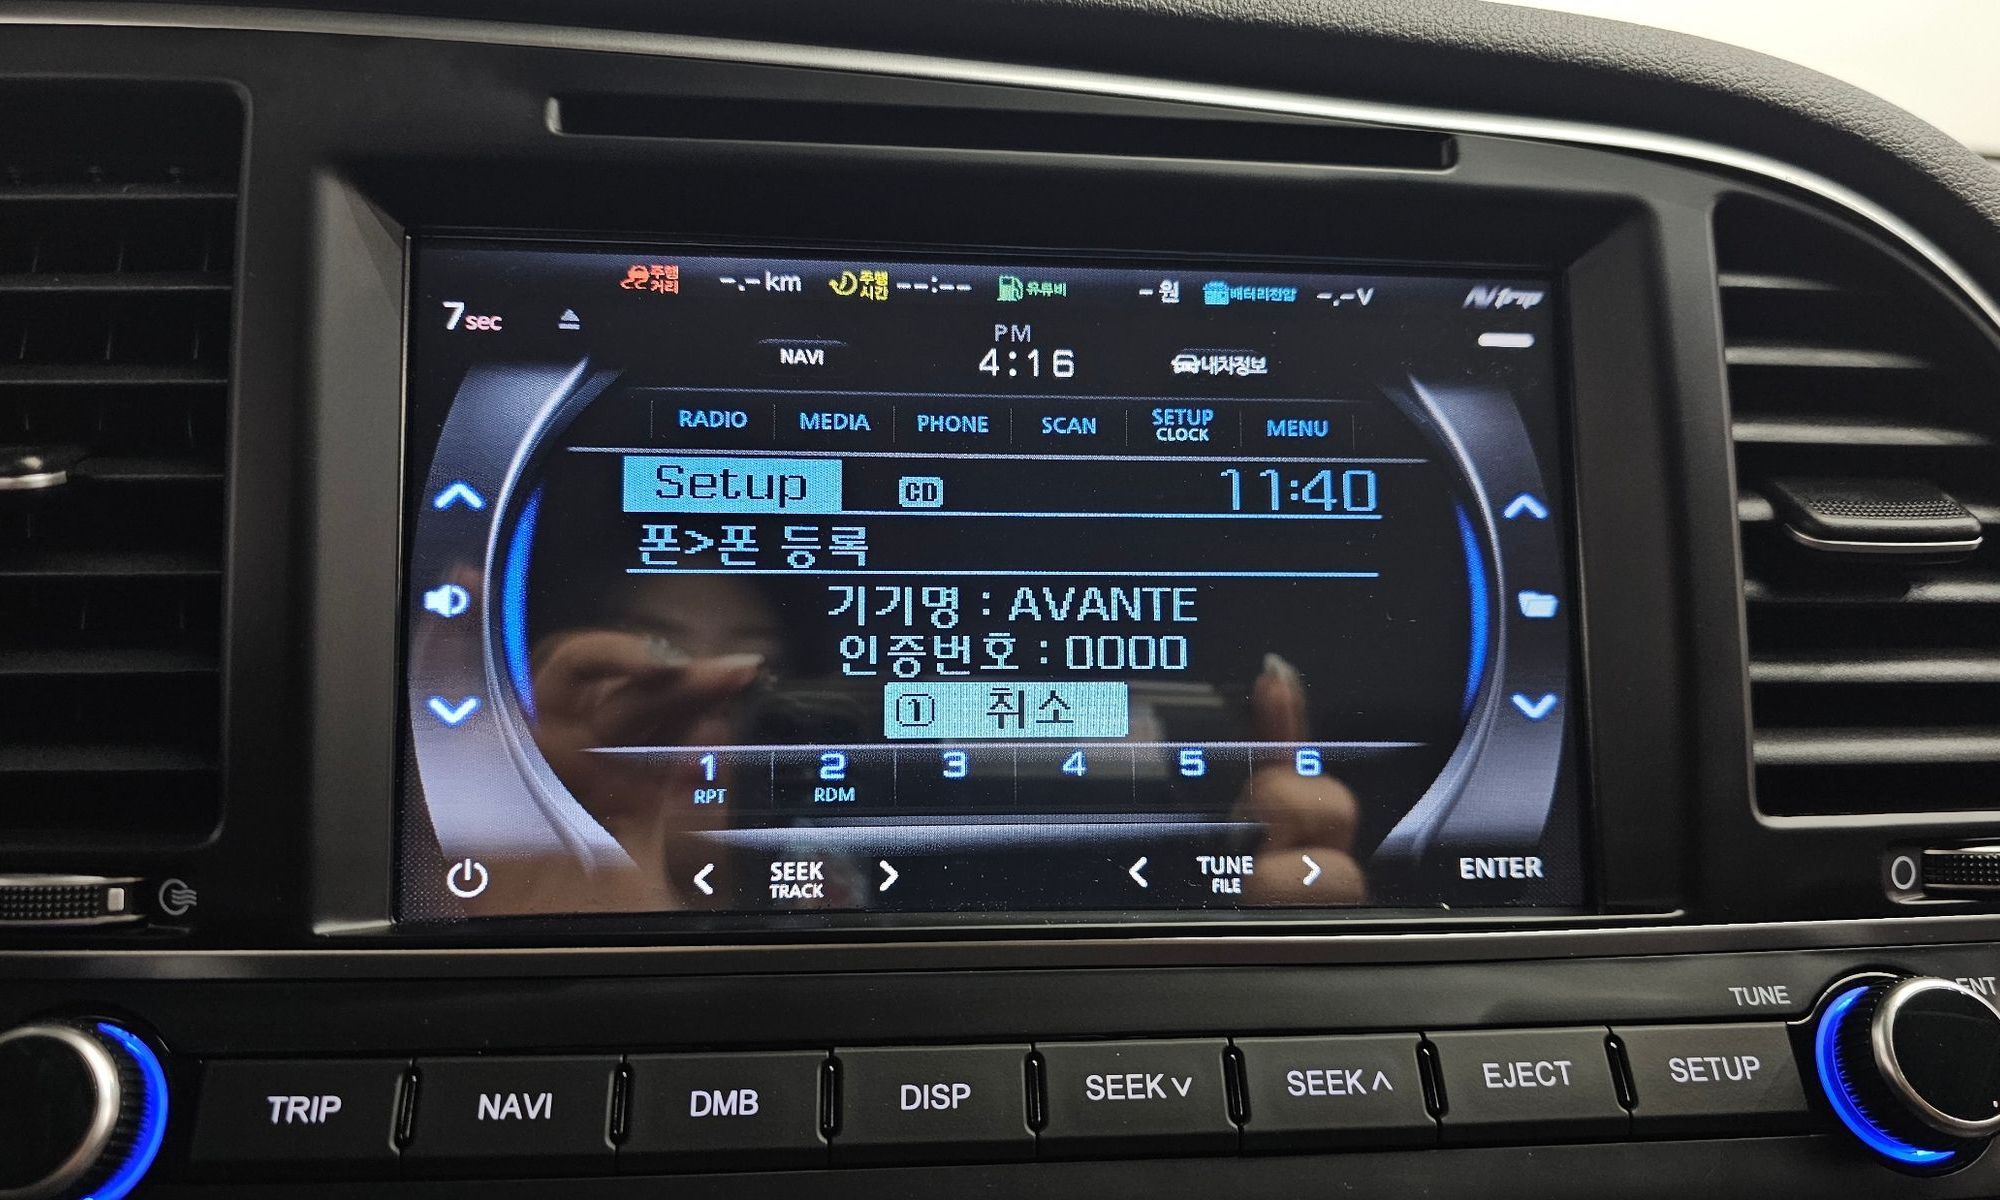 주행거리 -.-km 주행시간 --:-- 유류비 -원 배터리전압 -.-V
7sec
NAVI PM 4:16 내차정보
RADIO MEDIA PHONE SCAN SETUP CLOCK MENU
Setup CD 11:40
폰>폰 등록
기기명 : AVANTE
인증번호 : 0000
① 취소
1 2 3 4 5 6
RPT RDM
SEEK TRACK TUNE FILE ENTER
TUNE ENT
TRIP NAVI DMB DISP SEEK∨ SEEK∧ EJECT SETUP